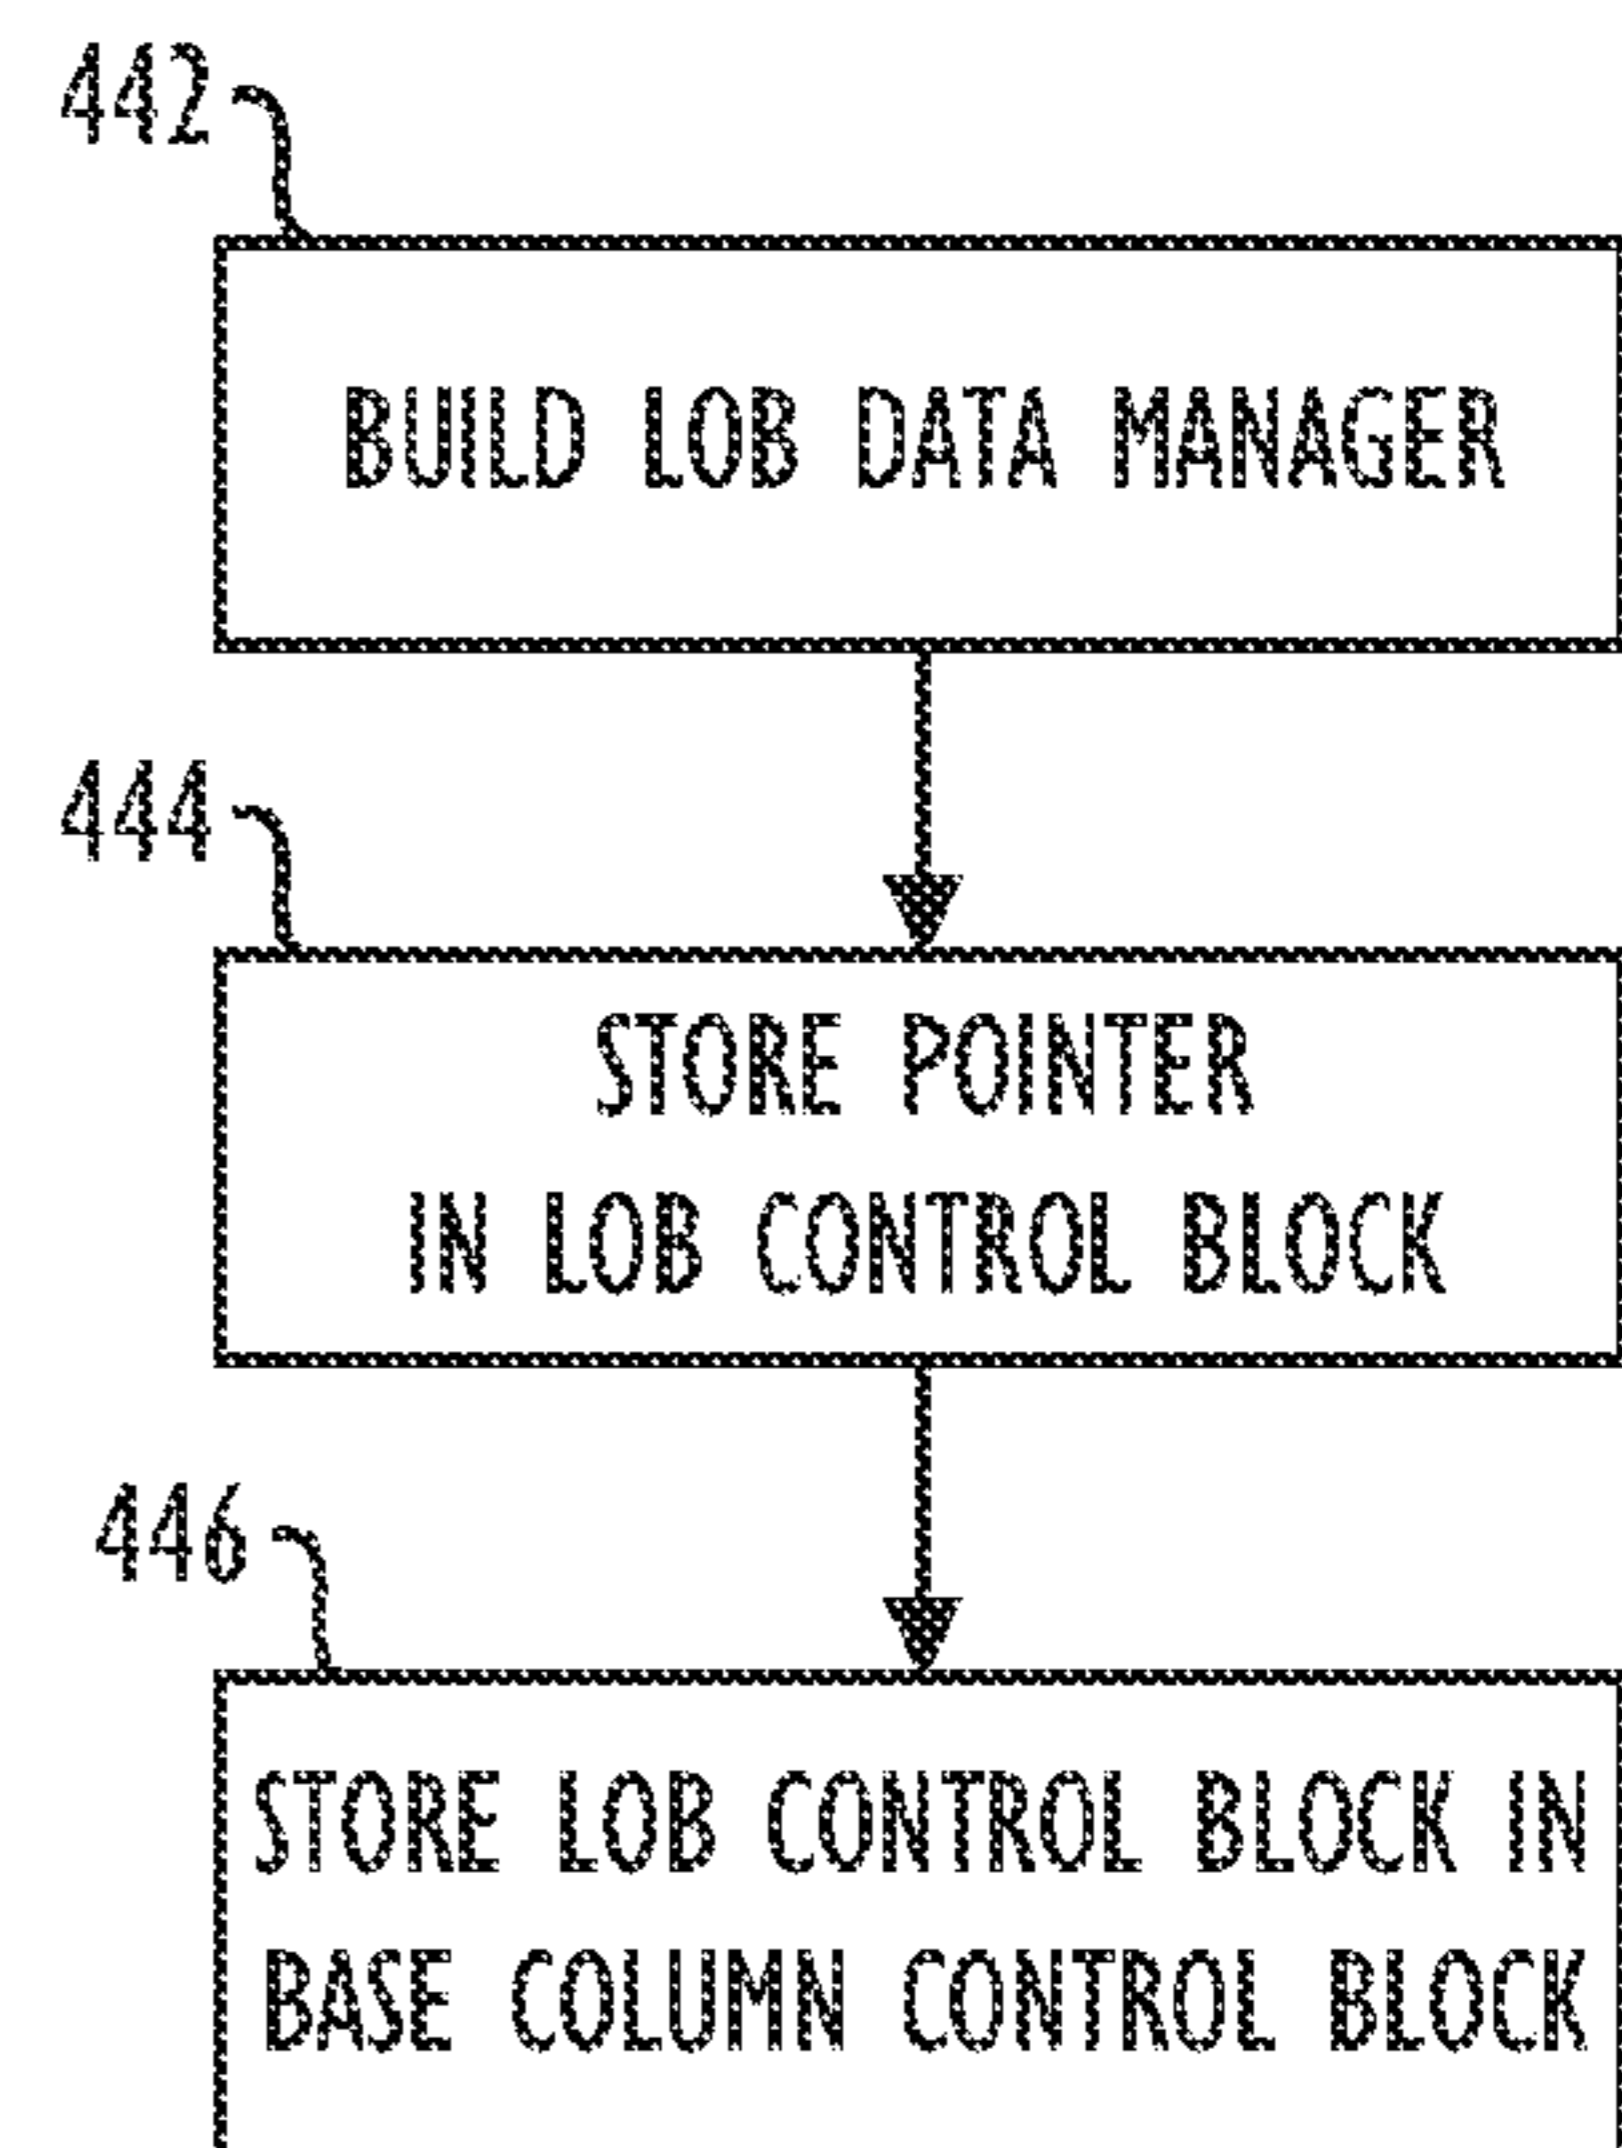 442
BUILD LOB DATA MANAGER
444
STORE POINTER
IN LOB CONTROL BLOCK
446
STORE LOB CONTROL BLOCK IN
BASE COLUMN CONTROL BLOCK